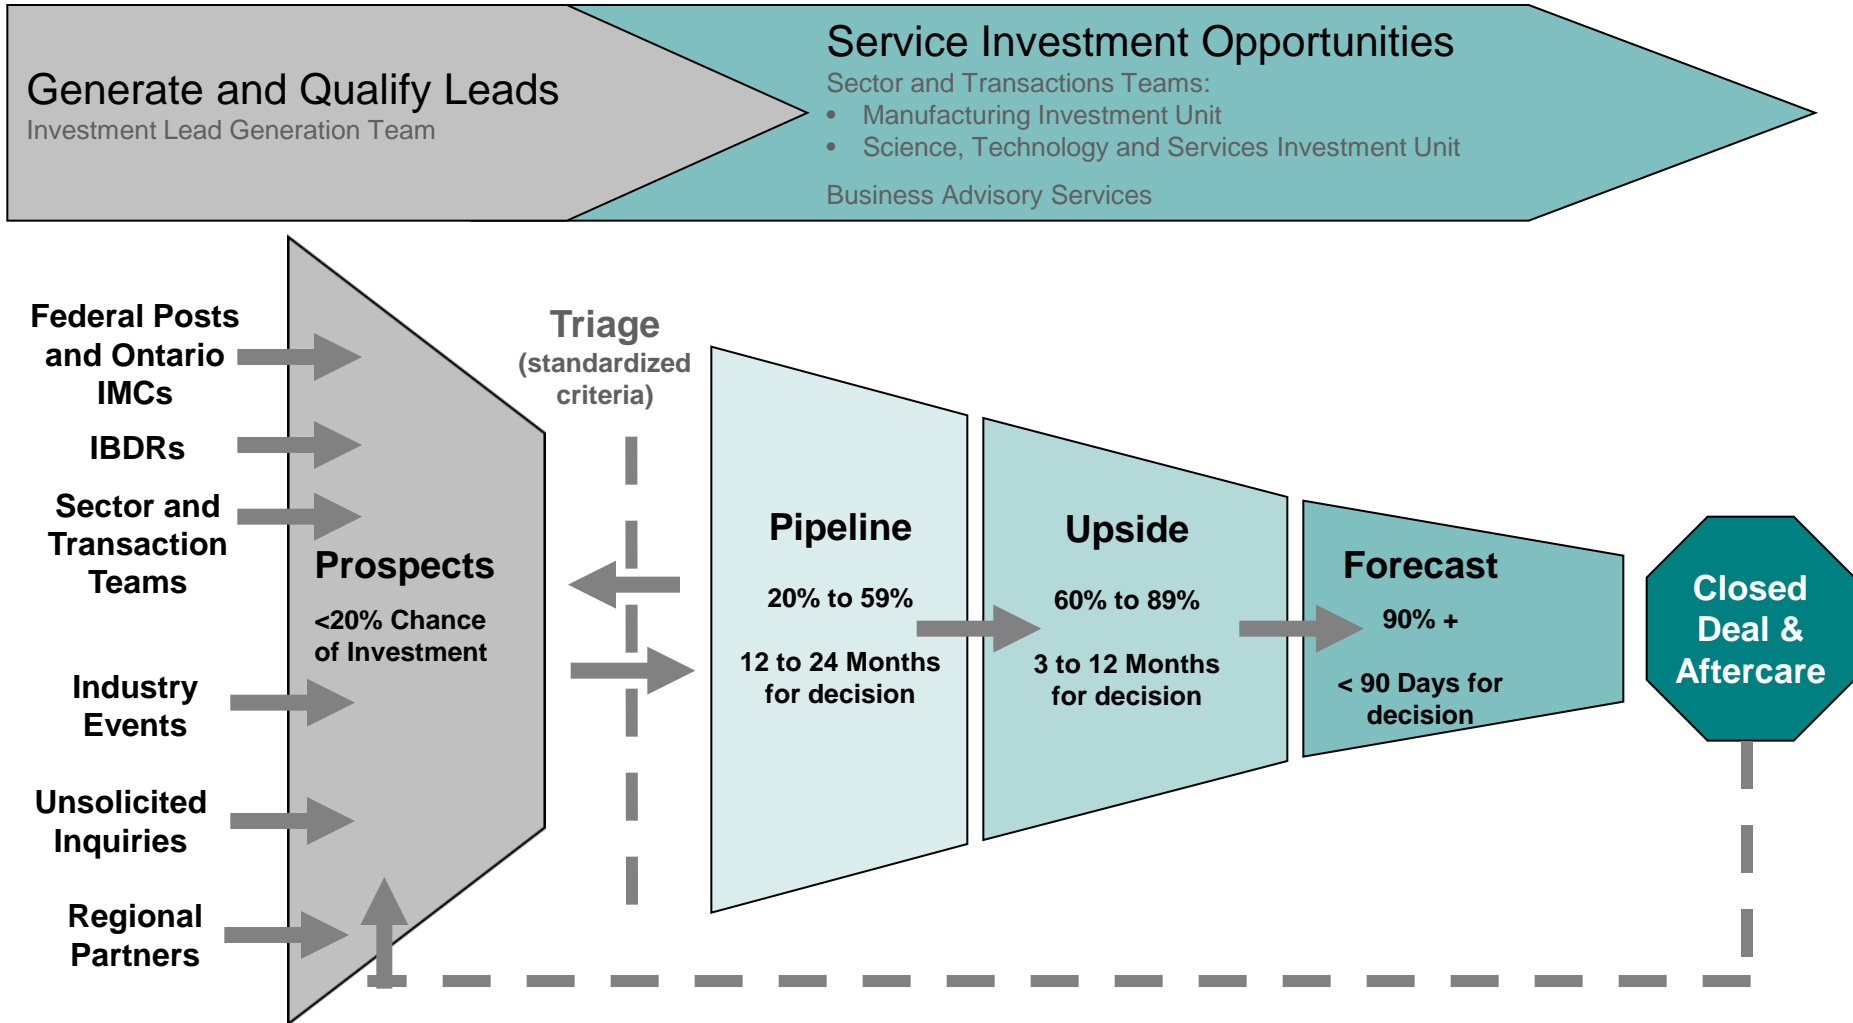 Generate and Qualify Leads
Investment Lead Generation Team
Service Investment Opportunities
Sector and Transactions Teams:
• Manufacturing Investment Unit
• Science, Technology and Services Investment Unit
Business Advisory Services
Federal Posts
and Ontario
IMCs
IBDRs
Sector and
Transaction
Teams
Industry
Events
Unsolicited
Inquiries
Regional
Partners
Prospects
<20% Chance
of Investment
Triage
(standardized
criteria)
Pipeline
20% to 59%
12 to 24 Months
for decision
Upside
60% to 89%
3 to 12 Months
for decision
Forecast
90% +
< 90 Days for
decision
Closed
Deal &
Aftercare